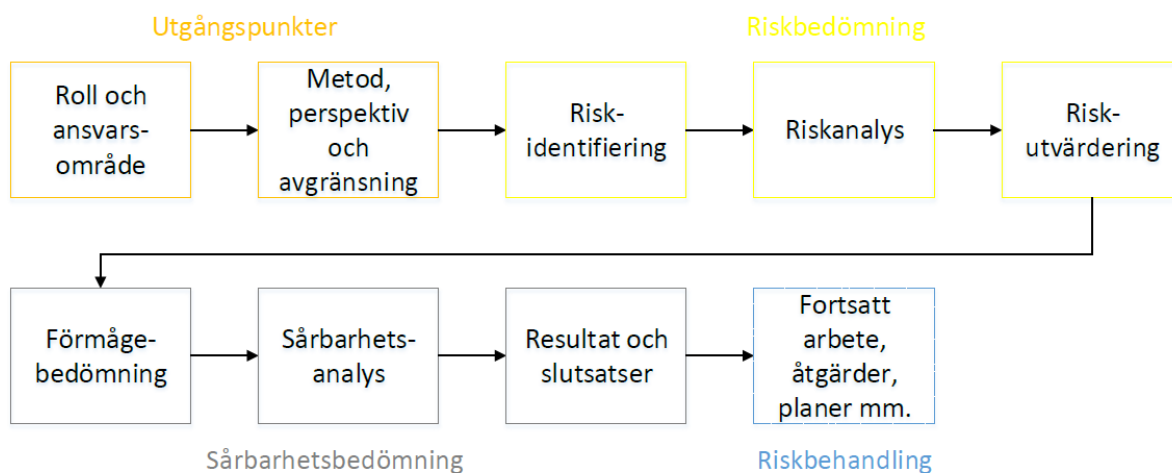 Utgångspunkter
Riskbedömning
Roll och
ansvars-
område
Metod,
perspektiv
och
avgränsning
Risk-
identifiering
Riskanalys
Risk-
utvärdering
Förmåge-
bedömning
Sårbarhets-
analys
Resultat och
slutsatser
Fortsatt
arbete,
åtgärder,
planer mm.
Sårbarhetsbedömning
Riskbehandling